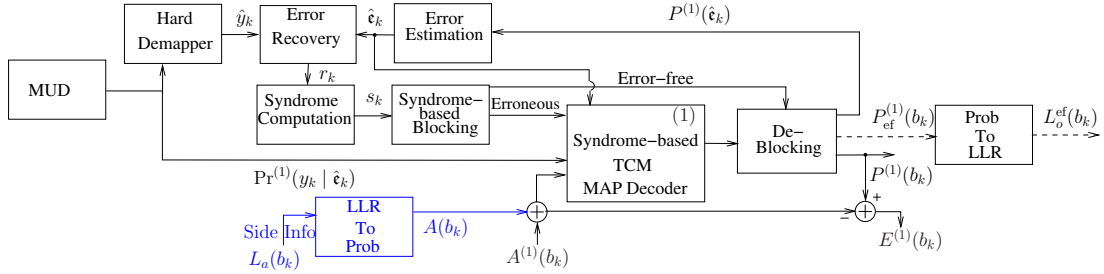 MUD
Hard
Demapper
ŷ_k
Error
Recovery
𝔢̂_k
Error
Estimation
P^(1)(𝔢̂_k)
r_k
Syndrome
Computation
s_k
Syndrome-
based
Blocking
Error-free
Erroneous
(1)
Syndrome-based
TCM
MAP Decoder
De-
Blocking
P_ef^(1)(b_k)
Prob
To
LLR
L_o^ef(b_k)
P^(1)(b_k)
Pr^(1)(y_k | 𝔢̂_k)
Side Info
L_a(b_k)
LLR
To
Prob
A(b_k)
A^(1)(b_k)
+
−
E^(1)(b_k)